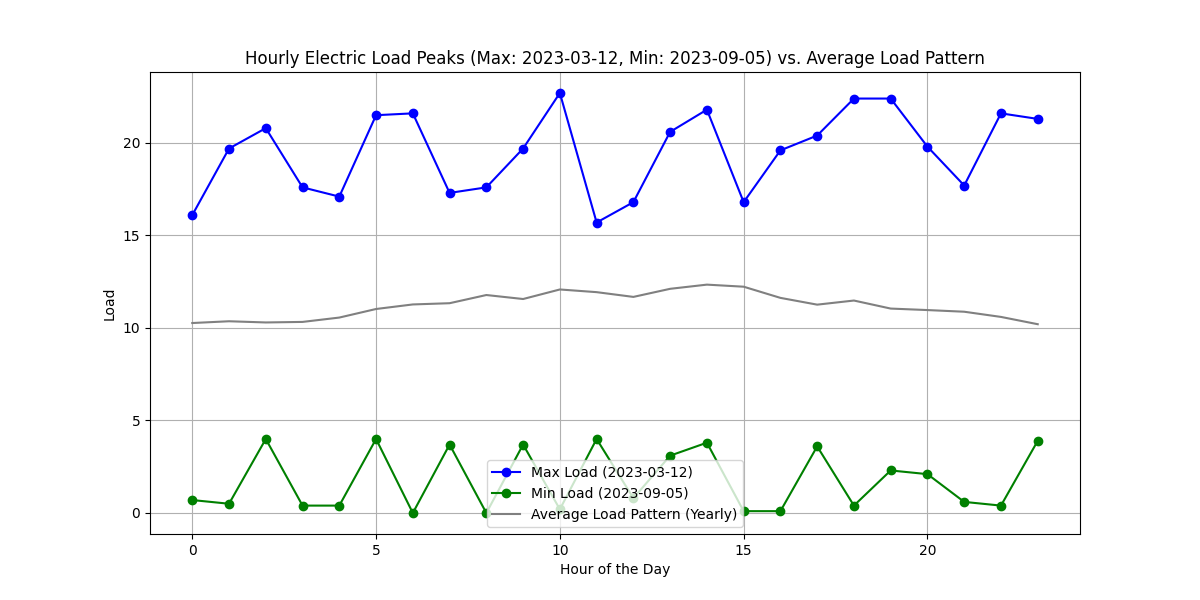 Hourly Electric Load Peaks (Max: 2023-03-12, Min: 2023-09-05) vs. Average Load Pattern
Load
20
15
10
5
0
Max Load (2023-03-12)
Min Load (2023-09-05)
Average Load Pattern (Yearly)
0 5 10 15 20
Hour of the Day